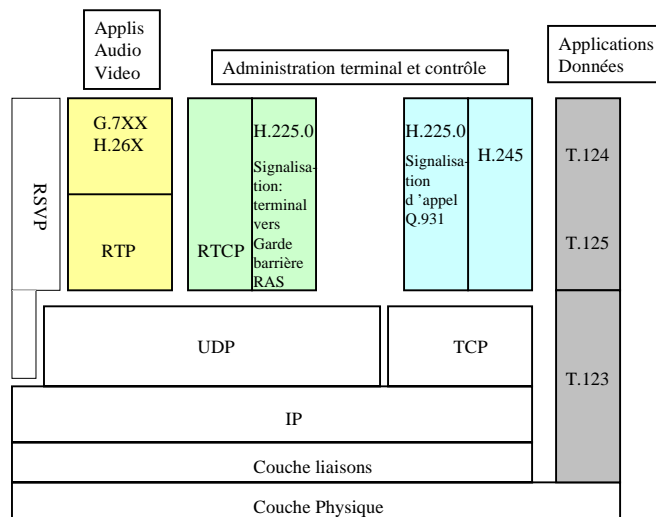 Applis
Audio
Video
Administration terminal et contrôle
Applications
Données
RSVP
G.7XX
H.26X
RTP
RTCP
H.225.0
Signalisa-
tion:
terminal
vers
Garde
barrière
RAS
H.225.0
Signalisa-
tion
d ’appel
Q.931
H.245
T.124
T.125
T.123
UDP
TCP
IP
Couche liaisons
Couche Physique